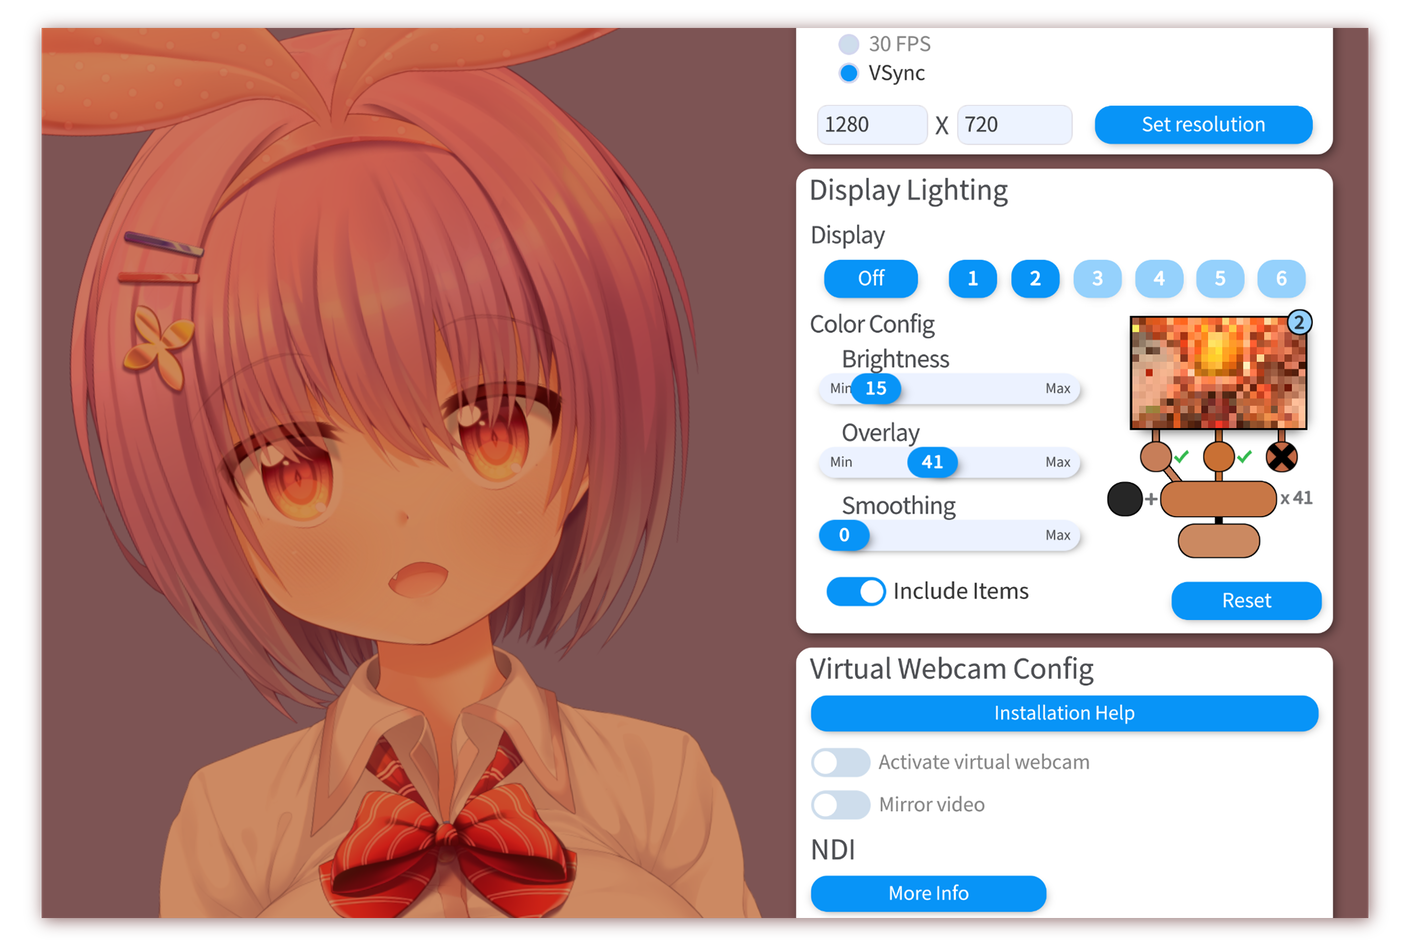 30 FPS
VSync
1280 X 720 Set resolution
Display Lighting
Display
Off 1 2 3 4 5 6
Color Config
2
Brightness
Min 15 Max
Overlay
Min 41 Max
+ x 41
Smoothing
0 Max
Include Items
Reset
Virtual Webcam Config
Installation Help
Activate virtual webcam
Mirror video
NDI
More Info